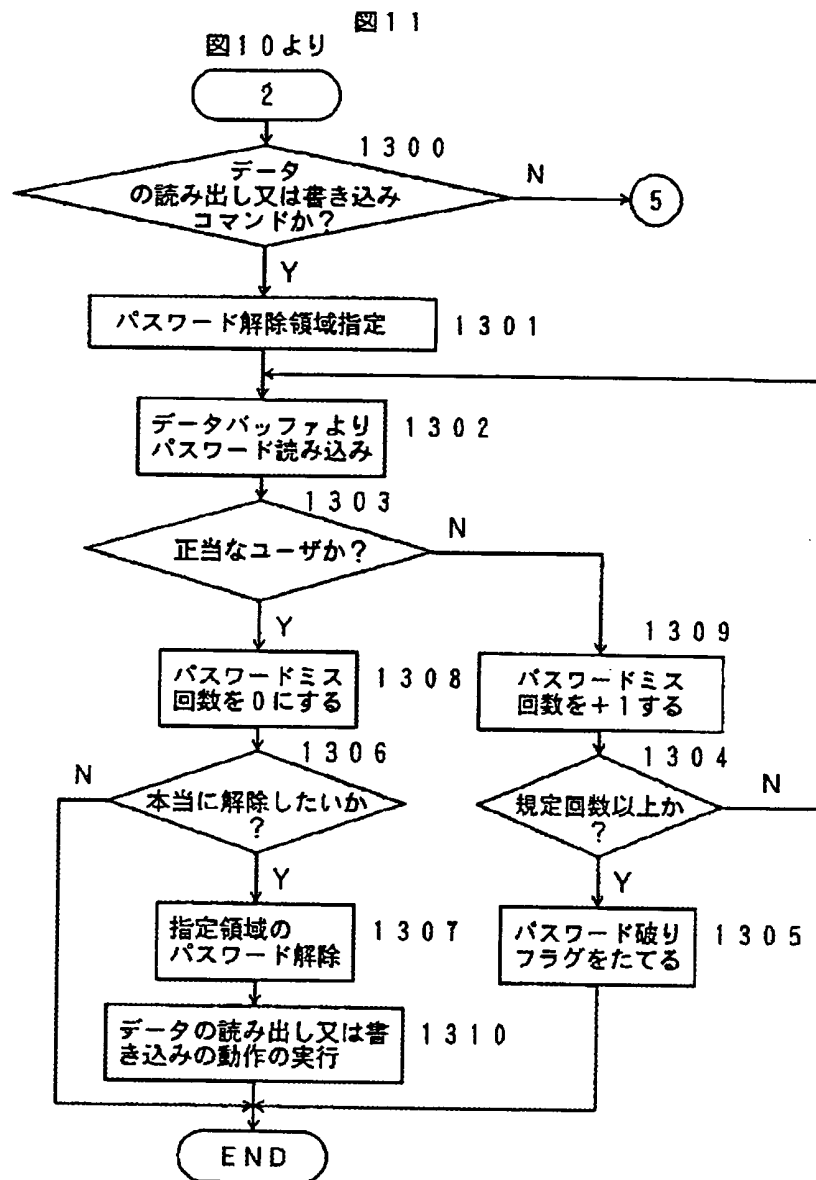 図11
図10より
2
1300
データ
の読み出し又は書き込み
コマンドか?
N
5
Y
パスワード解除領域指定
1301
データバッファより
パスワード読み込み
1302
1303
正当なユーザか?
N
Y
1309
パスワードミス
回数を0にする
1308
パスワードミス
回数を+1する
1306
1304
N
本当に解除したいか
?
規定回数以上か
?
N
Y
Y
指定領域の
パスワード解除
1307
パスワード破り
フラグをたてる
1305
データの読み出し又は書
き込みの動作の実行
1310
END